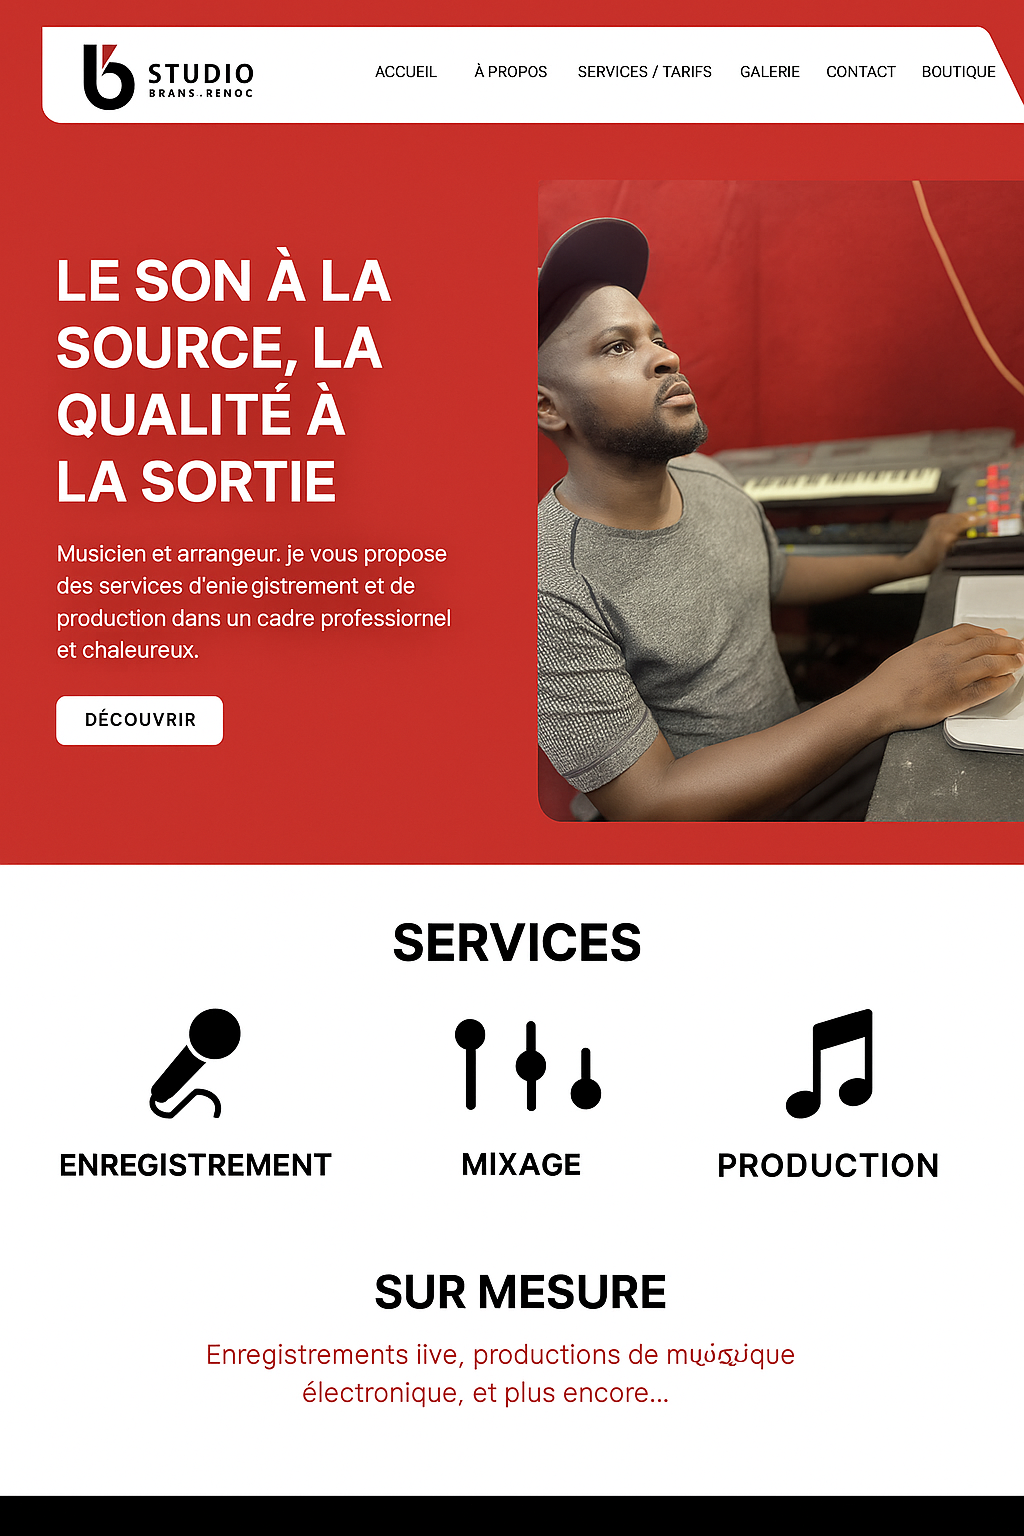 STUDIO
BRANS.RENOC
ACCUEIL
À PROPOS
SERVICES / TARIFS
GALERIE
CONTACT
BOUTIQUE
LE SON À LA
SOURCE, LA
QUALITÉ À
LA SORTIE
Musicien et arrangeur. je vous propose
des services d'enie gistrement et de
production dans un cadre professiornel
et chaleureux.
DÉCOUVRIR
SERVICES
ENREGISTREMENT
MIXAGE
PRODUCTION
SUR MESURE
Enregistrements iive, productions de
électronique, et plus encore...